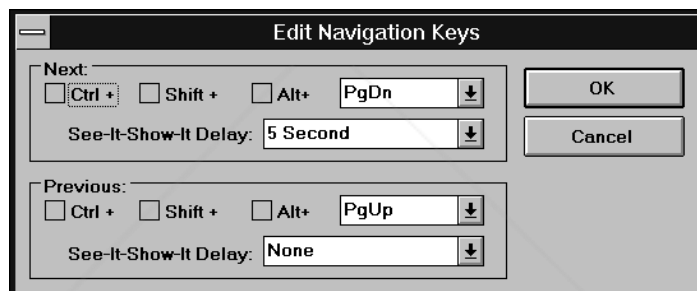 Edit Navigation Keys
Next:
Ctrl + Shift + Alt+ PgDn
See-It-Show-It Delay: 5 Second
OK
Cancel
Previous:
Ctrl + Shift + Alt+ PgUp
See-It-Show-It Delay: None